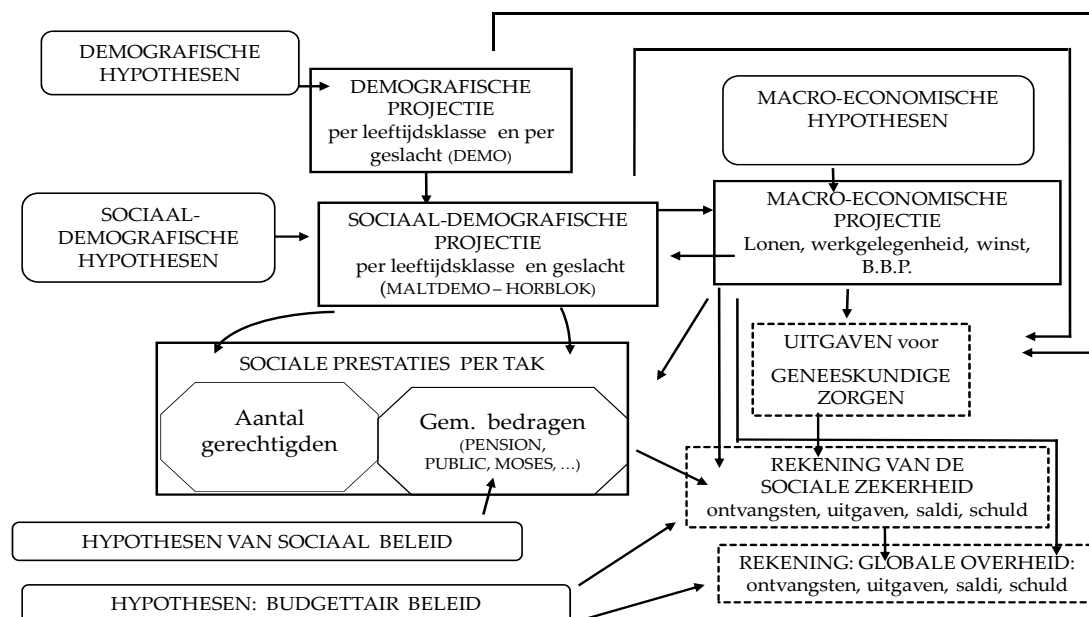 DEMOGRAFISCHE
HYPOTHESEN
DEMOGRAFISCHE
PROJECTIE
per leeftijdsklasse en per
geslacht (DEMO)
MACRO-ECONOMISCHE
HYPOTHESEN
SOCIAAL-
DEMOGRAFISCHE
HYPOTHESEN
SOCIAAL-DEMOGRAFISCHE
PROJECTIE
per leeftijdsklasse en geslacht
(MALTDEMO – HORBLOK)
MACRO-ECONOMISCHE
PROJECTIE
Lonen, werkgelegenheid, winst,
B.B.P.
SOCIALE PRESTATIES PER TAK
Aantal
gerechtigden
Gem. bedragen
(PENSION,
PUBLIC, MOSES, …)
UITGAVEN voor
GENEESKUNDIGE
ZORGEN
REKENING VAN DE
SOCIALE ZEKERHEID
ontvangsten, uitgaven, saldi, schuld
HYPOTHESEN VAN SOCIAAL BELEID
REKENING: GLOBALE OVERHEID:
ontvangsten, uitgaven, saldi, schuld
HYPOTHESEN: BUDGETTAIR BELEID